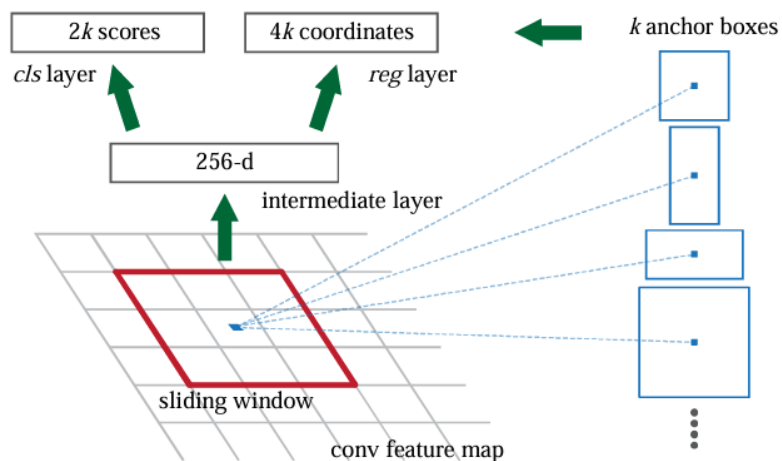 2k scores
4k coordinates
k anchor boxes
cls layer
reg layer
256-d
intermediate layer
sliding window
conv feature map